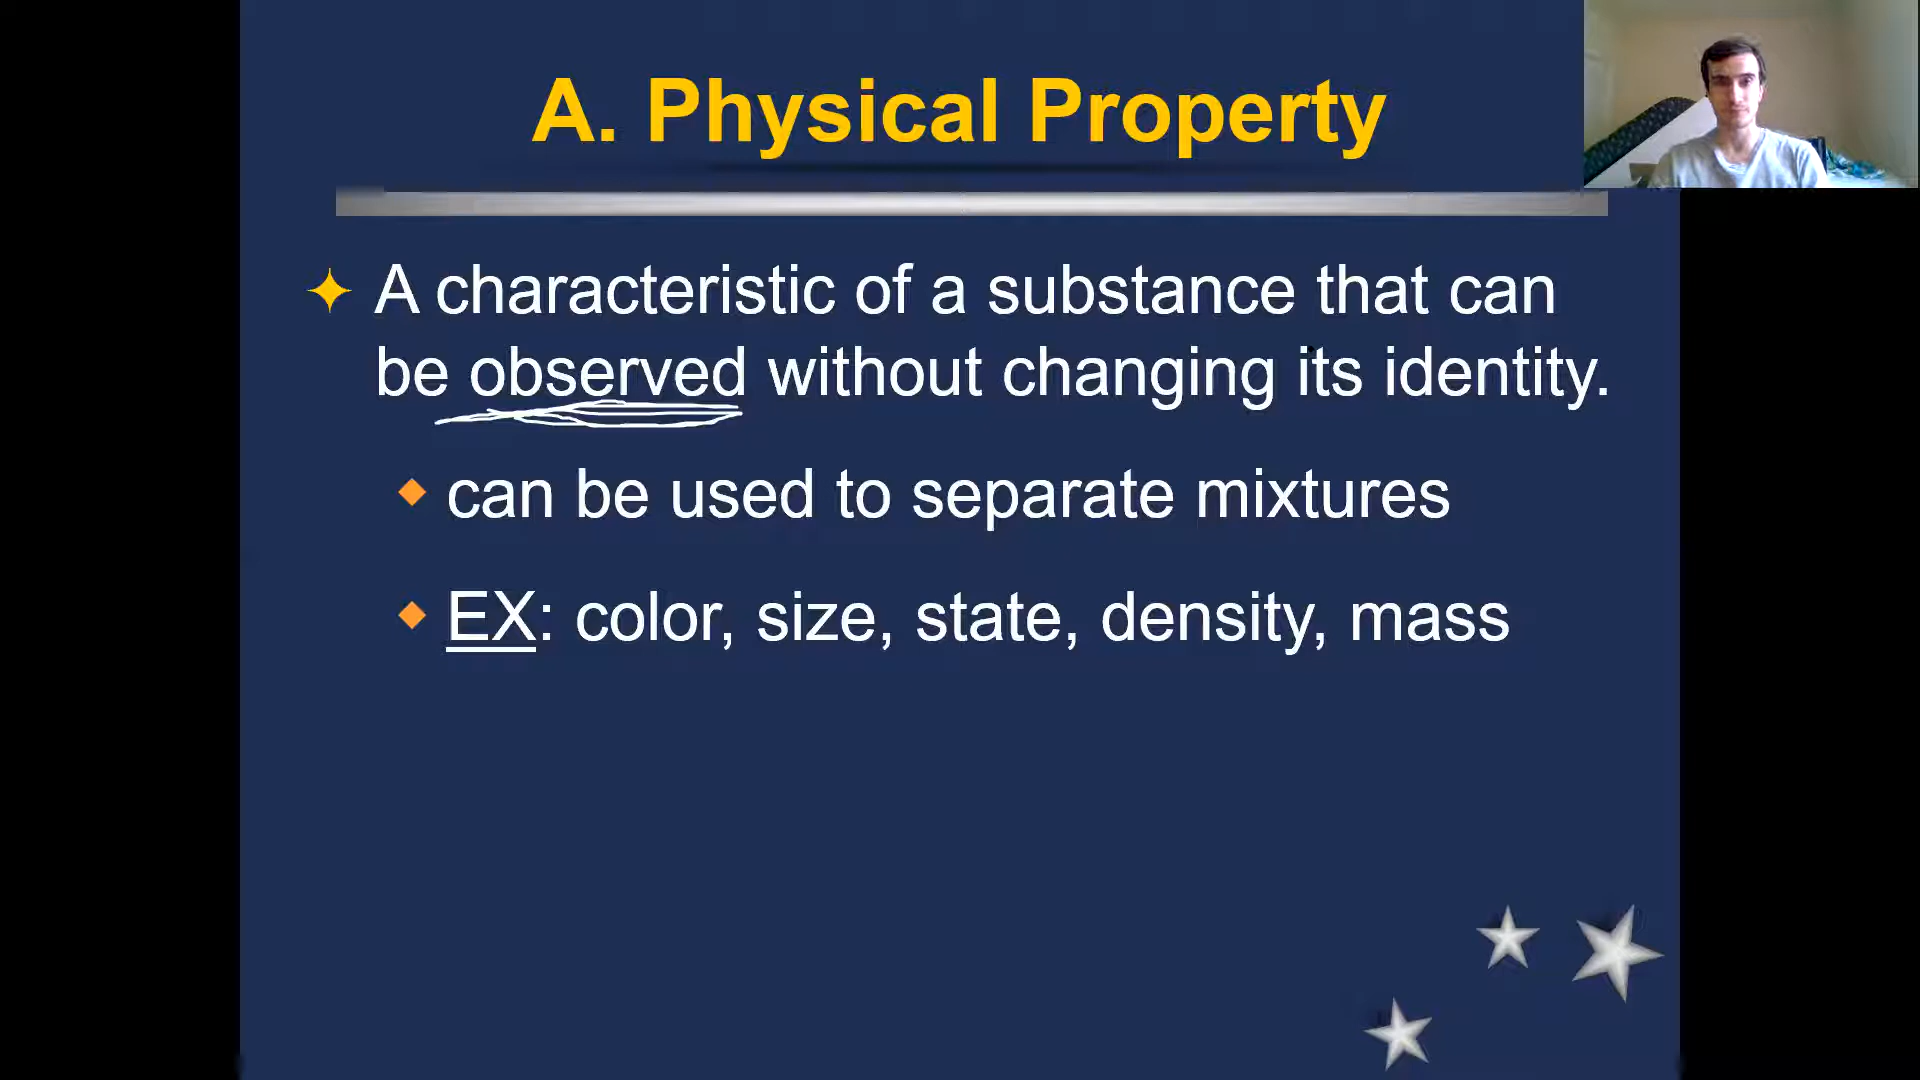 A. Physical Property
A characteristic of a substance that can
be observed without changing its identity.
can be used to separate mixtures
EX: color, size, state, density, mass